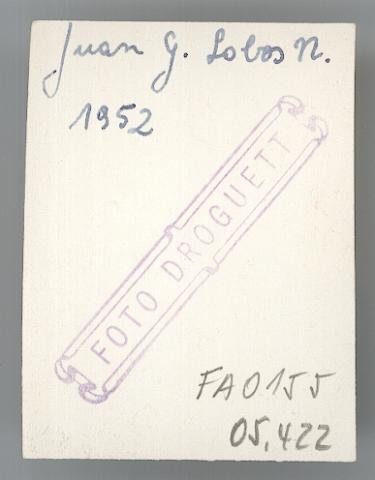 Juan G. Lobos N.
1952
FOTO DROGUETT
FA0155
05,422